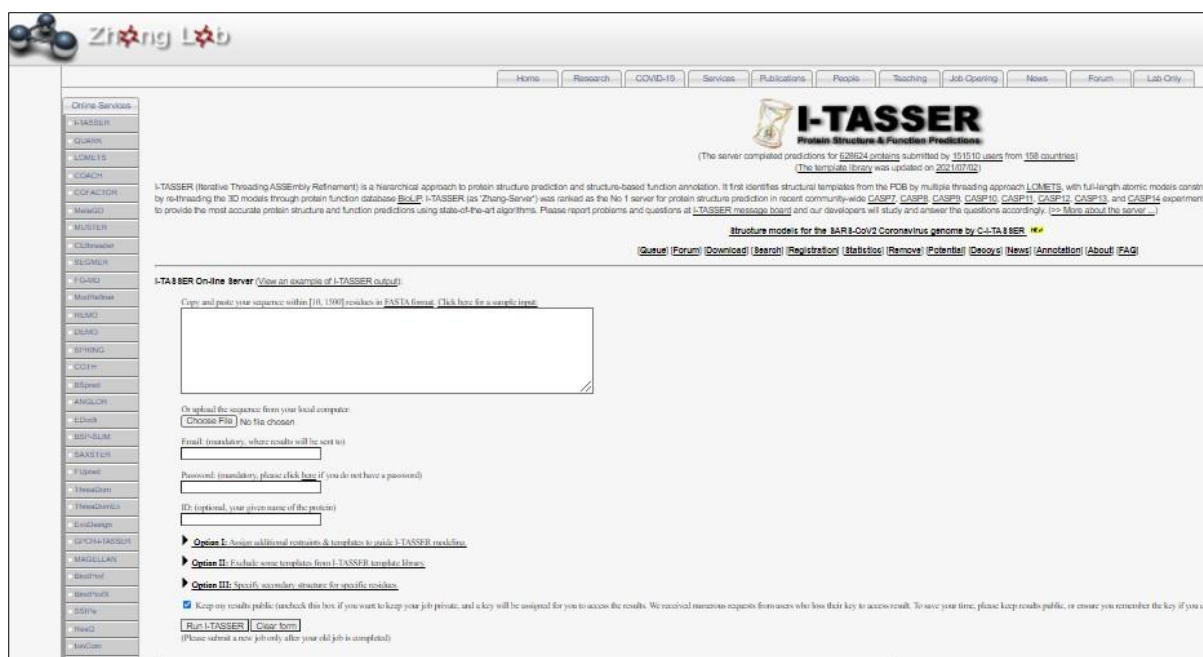 Zhang Lab
Home
Research
COVID-19
Services
Publications
People
Teaching
Job Opening
News
Forum
Lab Only
Online Services
I-TASSER
QUARK
LOMETS
COACH
COFACTOR
MetaGO
MUSTER
CEthreader
SEGMER
FG-MD
ModRefiner
REMO
DEMO
SPRING
COTH
BSpred
ANGLOR
EDock
BSP-SLIM
SAXSTER
FUpred
ThreaDom
ThreaDomEx
EvoDesign
GPCR-I-TASSER
MAGELLAN
BindProf
BindProfX
SSIPe
ResQ
IonCom
I-TASSER
Protein Structure & Function Predictions
(The server completed predictions for 628624 proteins submitted by 151510 users from 158 countries)
(The template library was updated on 2021/07/02)
I-TASSER (Iterative Threading ASSEmbly Refinement) is a hierarchical approach to protein structure prediction and structure-based function annotation. It first identifies structural templates from the PDB by multiple threading approach LOMETS, with full-length atomic models const
by re-threading the 3D models through protein function database BioLiP. I-TASSER (as 'Zhang-Server') was ranked as the No 1 server for protein structure prediction in recent community-wide CASP7, CASP8, CASP9, CASP10, CASP11, CASP12, CASP13, and CASP14 experiment
to provide the most accurate protein structure and function predictions using state-of-the-art algorithms. Please report problems and questions at I-TASSER message board and our developers will study and answer the questions accordingly. (>> More about the server ...)
Structure models for the SARS-CoV2 Coronavirus genome by C-I-TASSER
[Queue] [Forum] [Download] [Search] [Registration] [Statistics] [Remove] [Potential] [Decoys] [News] [Annotation] [About] [FAQ]
I-TASSER On-line Server (View an example of I-TASSER output):
Copy and paste your sequence within [10, 1500] residues in FASTA format. Click here for a sample input:
Or upload the sequence from your local computer:
Choose File No file chosen
Email: (mandatory, where results will be sent to)
Password: (mandatory, please click here if you do not have a password)
ID: (optional, your given name of the protein)
Option I: Assign additional restraints & templates to guide I-TASSER modeling.
Option II: Exclude some templates from I-TASSER template library.
Option III: Specify secondary structure for specific residues.
Keep my results public (uncheck this box if you want to keep your job private, and a key will be assigned for you to access the results. We received numerous requests from users who loss their key to access result. To save your time, please keep results public, or ensure you remember the key if you
Run I-TASSER Clear form
(Please submit a new job only after your old job is completed)